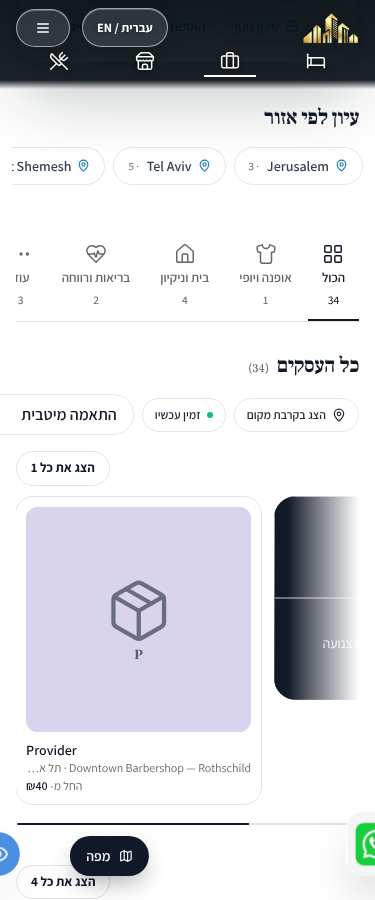 עברית / EN
עיון לפי אזור
Jerusalem · 3
Tel Aviv · 5
Shemesh
הכול
34
אופנה ויופי
1
בית וניקיון
4
בריאות ורווחה
2
עוד
3
כל העסקים (34)
הצג בקרבת מקום
זמין עכשיו
התאמה מיטבית
הצג את כל 1
צנועה
P
Provider
Downtown Barbershop — Rothschild · תל א...
החל מ- ₪40
מפה
הצג את כל 4